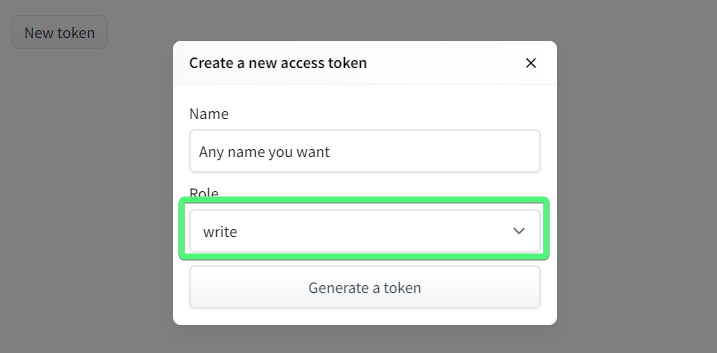 New token
Create a new access token
Name
Any name you want
Role
write
Generate a token